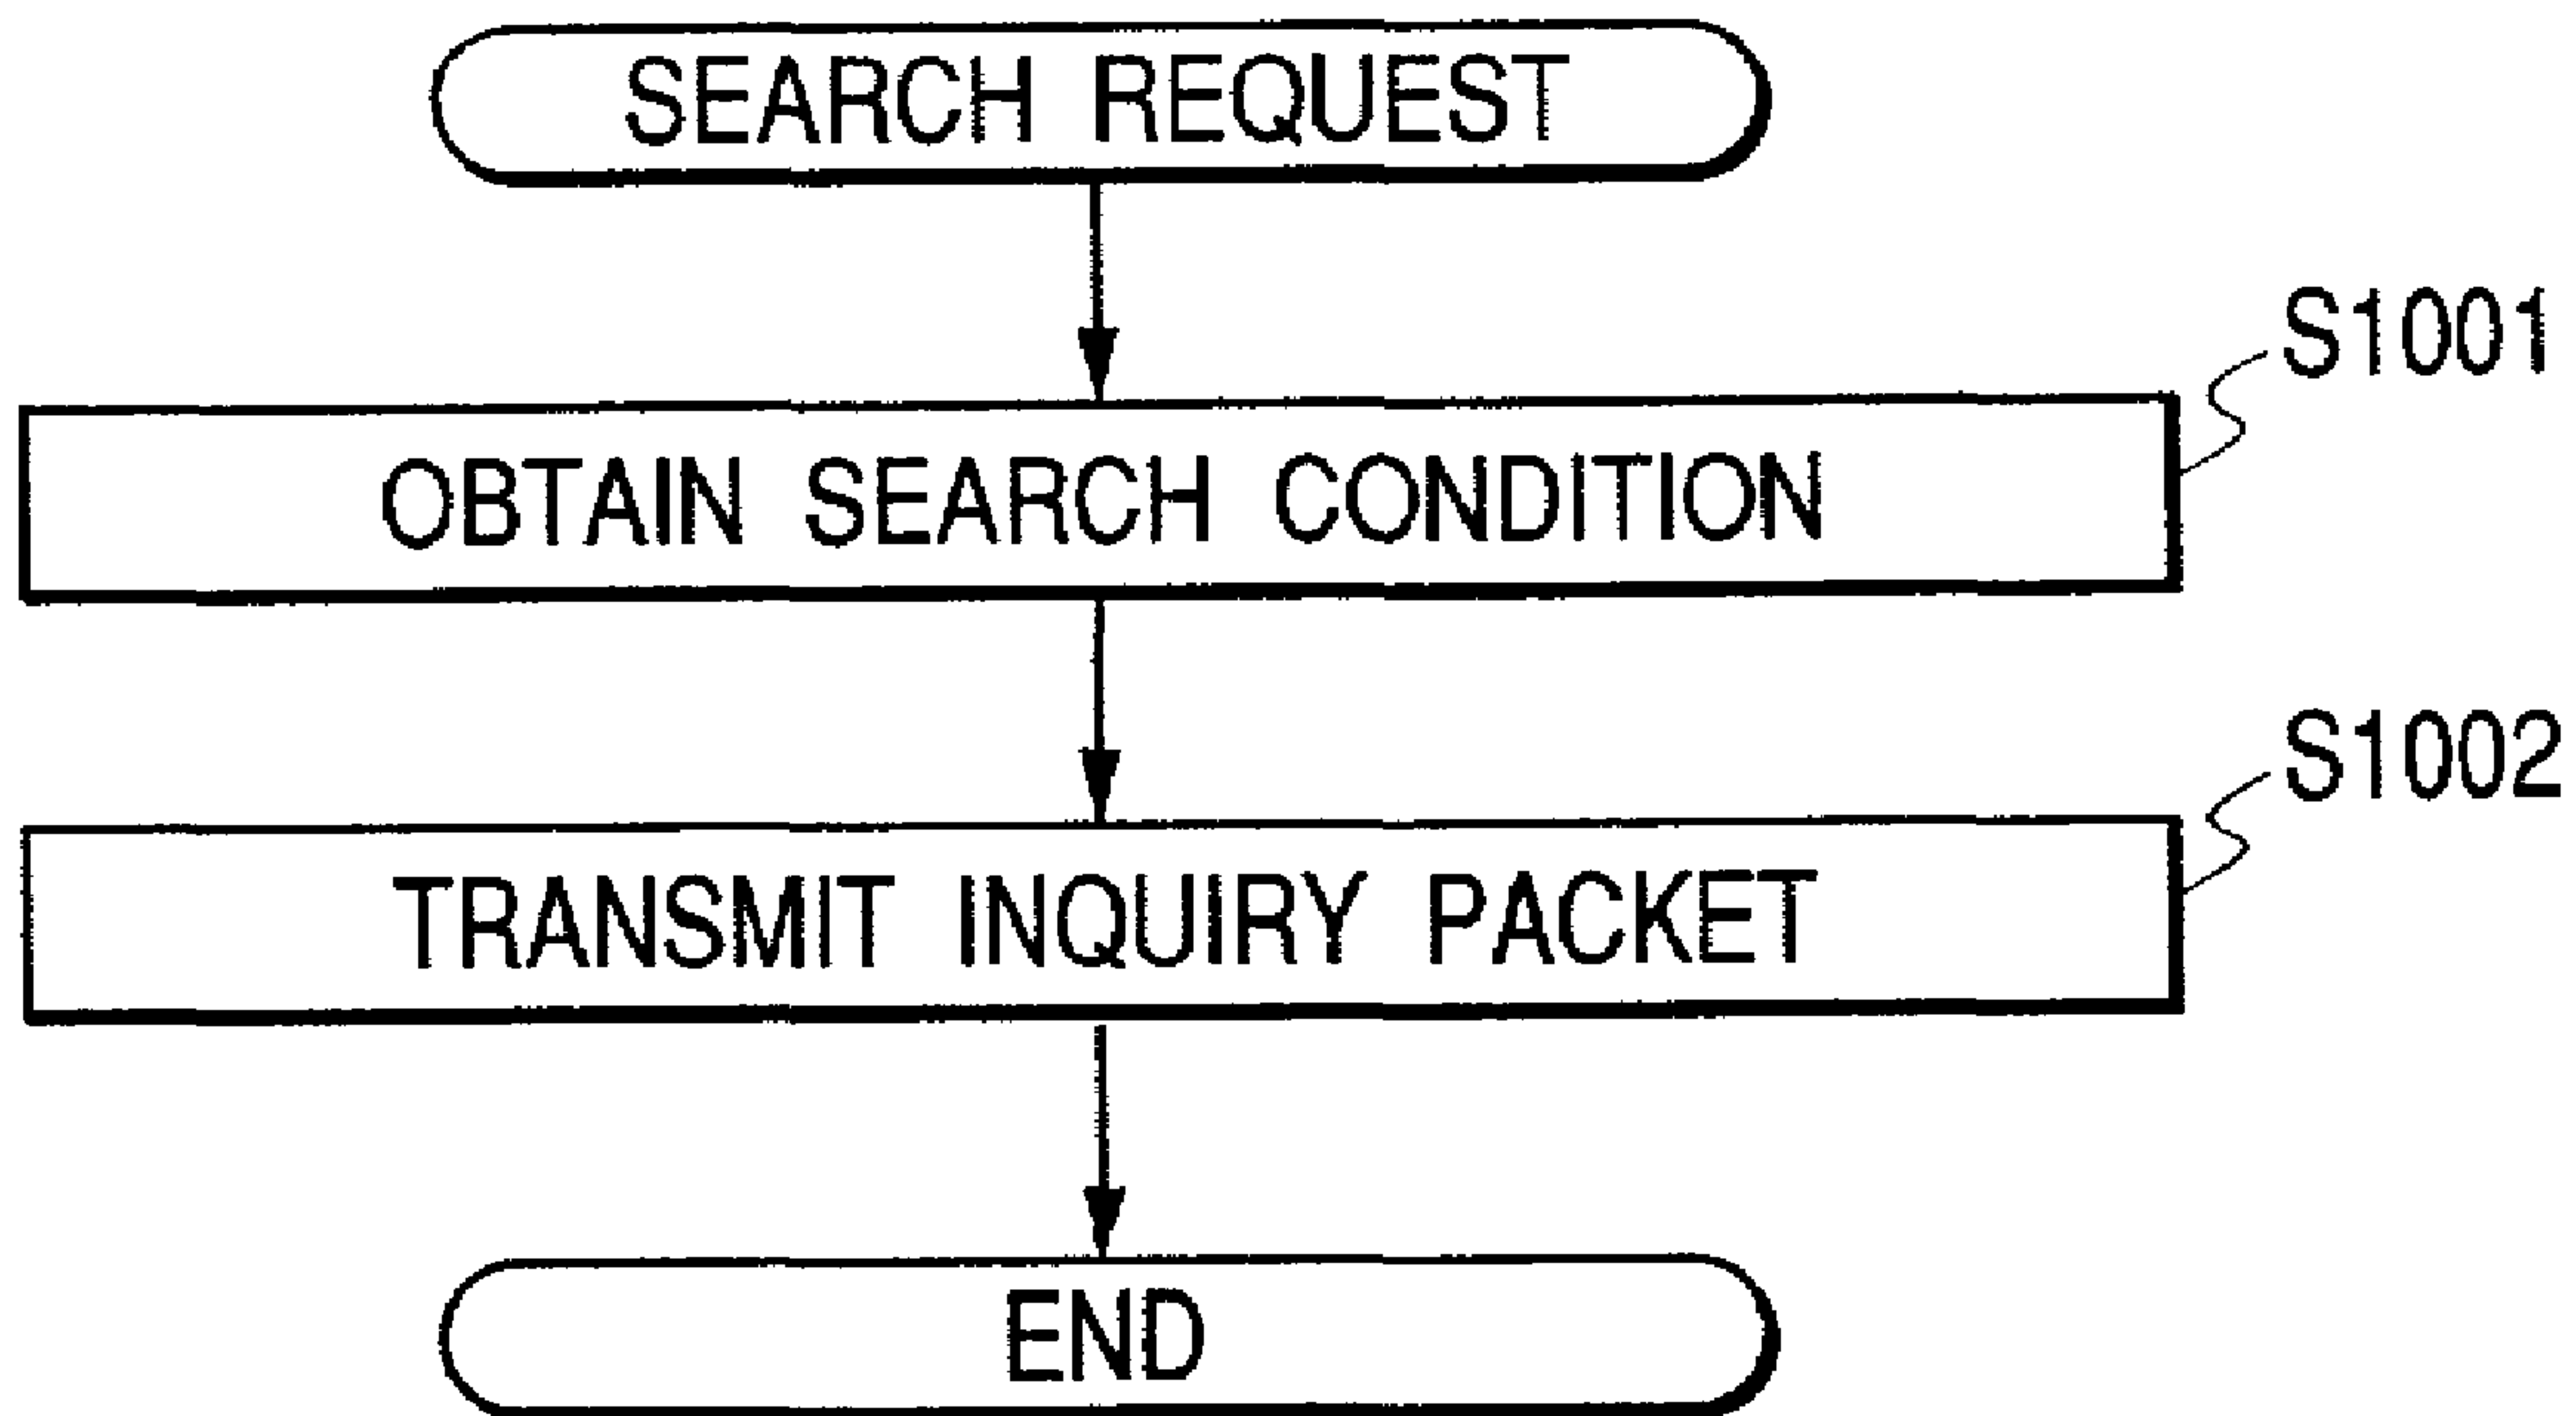 SEARCH REQUEST
S1001
OBTAIN SEARCH CONDITION
S1002
TRANSMIT INQUIRY PACKET
END